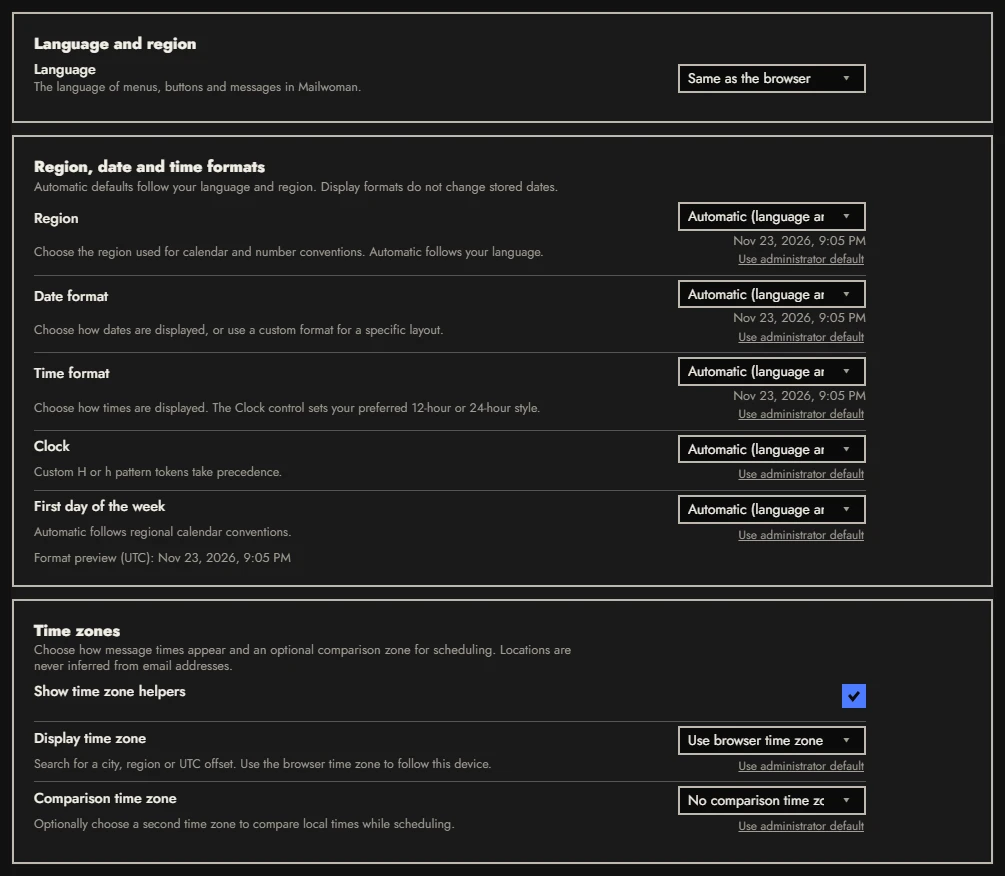 Language and region
Language
The language of menus, buttons and messages in Mailwoman.
Same as the browser
Region, date and time formats
Automatic defaults follow your language and region. Display formats do not change stored dates.
Region
Automatic (language ar
Choose the region used for calendar and number conventions. Automatic follows your language.
Nov 23, 2026, 9:05 PM
Use administrator default
Date format
Automatic (language ar
Choose how dates are displayed, or use a custom format for a specific layout.
Nov 23, 2026, 9:05 PM
Use administrator default
Time format
Automatic (language ar
Choose how times are displayed. The Clock control sets your preferred 12-hour or 24-hour style.
Nov 23, 2026, 9:05 PM
Use administrator default
Clock
Automatic (language ar
Custom H or h pattern tokens take precedence.
Use administrator default
First day of the week
Automatic (language ar
Automatic follows regional calendar conventions.
Use administrator default
Format preview (UTC): Nov 23, 2026, 9:05 PM
Time zones
Choose how message times appear and an optional comparison zone for scheduling. Locations are
never inferred from email addresses.
Show time zone helpers
Display time zone
Use browser time zone
Search for a city, region or UTC offset. Use the browser time zone to follow this device.
Use administrator default
Comparison time zone
No comparison time zc
Optionally choose a second time zone to compare local times while scheduling.
Use administrator default